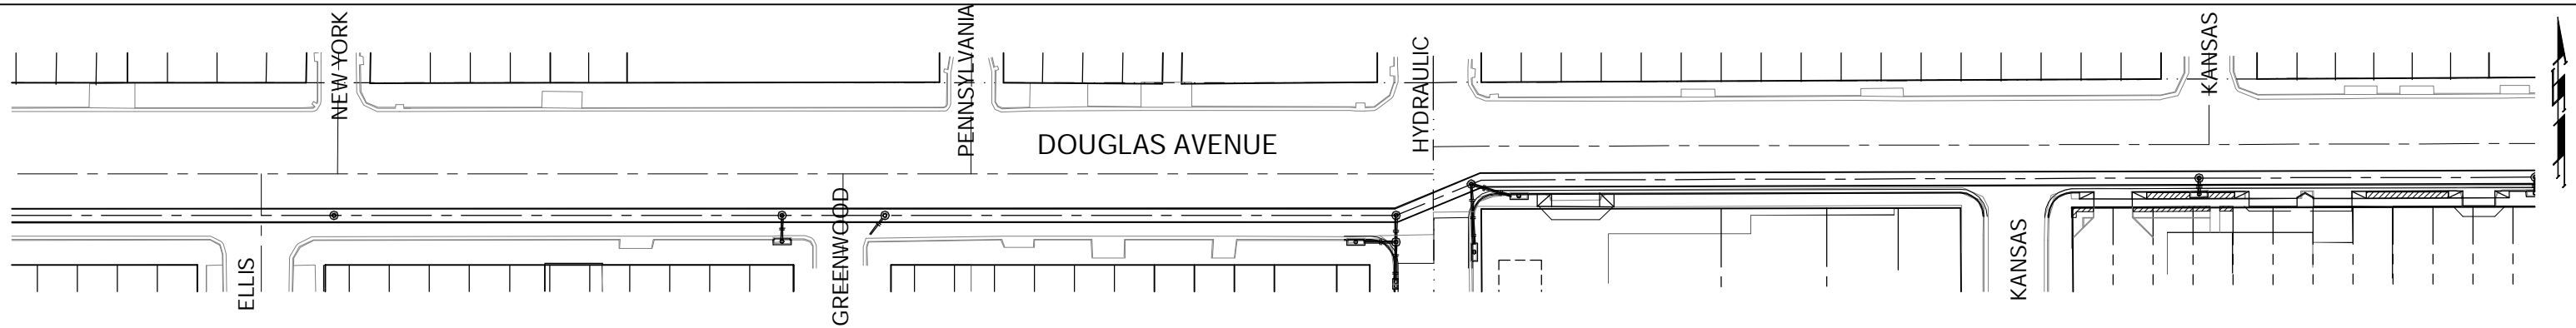 NEW YORK
PENNSYLVANIA
HYDRAULIC
KANSAS
DOUGLAS AVENUE
ELLIS
GREENWOOD
KANSAS